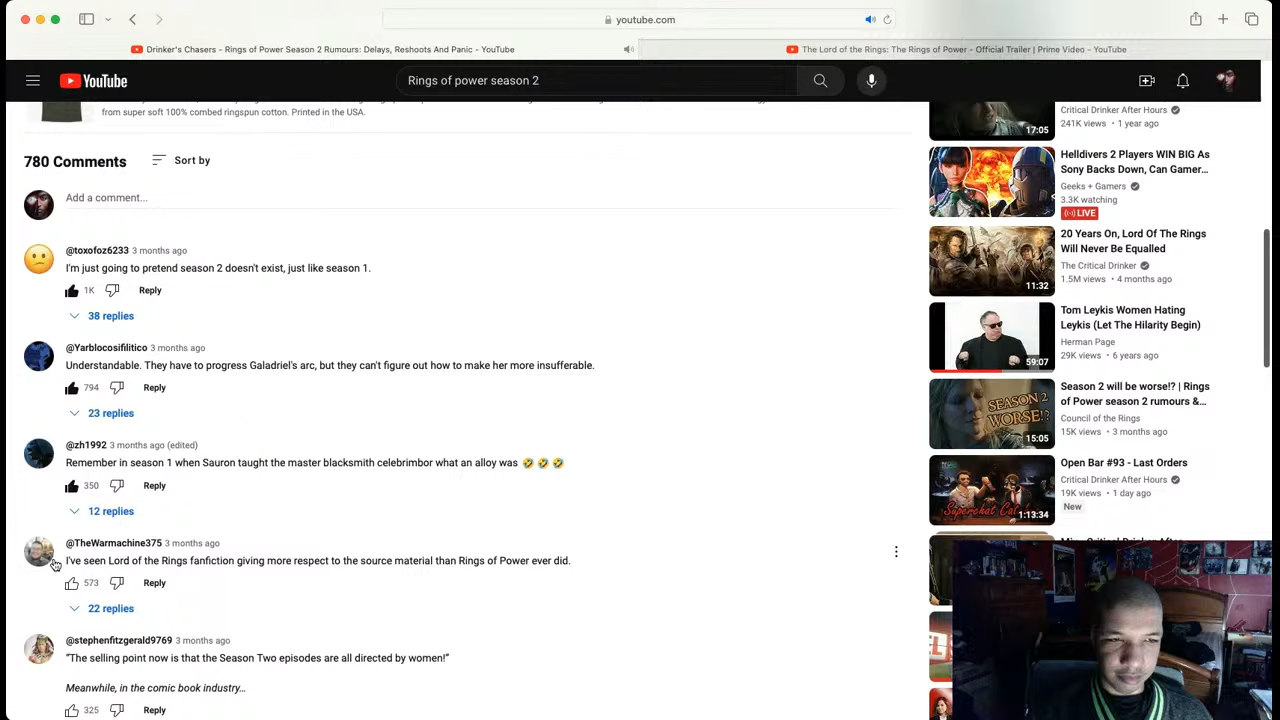 youtube.com
Drinker's Chasers - Rings of Power Season 2 Rumours: Delays, Reshoots And Panic - YouTube
The Lord of the Rings: The Rings of Power - Official Trailer | Prime Video - YouTube
YouTube
Rings of power season 2
from super soft 100% combed ringspun cotton. Printed in the USA.
780 Comments
Sort by
Add a comment...
@toxofoz6233 3 months ago
I'm just going to pretend season 2 doesn't exist, just like season 1.
1K Reply
38 replies
@Yarblocosifilitico 3 months ago
Understandable. They have to progress Galadriel's arc, but they can't figure out how to make her more insufferable.
794 Reply
23 replies
@zh1992 3 months ago (edited)
Remember in season 1 when Sauron taught the master blacksmith celebrimbor what an alloy was 🤣 🤣 🤣
350 Reply
12 replies
@TheWarmachine375 3 months ago
I've seen Lord of the Rings fanfiction giving more respect to the source material than Rings of Power ever did.
573 Reply
22 replies
@stephenfitzgerald9769 3 months ago
“The selling point now is that the Season Two episodes are all directed by women!”
Meanwhile, in the comic book industry…
325 Reply
17:05
Critical Drinker After Hours
241K views • 1 year ago
Helldivers 2 Players WIN BIG As
Sony Backs Down, Can Gamer...
Geeks + Gamers
3.3K watching
LIVE
11:32
20 Years On, Lord Of The Rings
Will Never Be Equalled
The Critical Drinker
1.5M views • 4 months ago
59:07
Tom Leykis Women Hating
Leykis (Let The Hilarity Begin)
Herman Page
29K views • 6 years ago
SEASON 2
WORSE!?
15:05
Season 2 will be worse!? | Rings
of Power season 2 rumours &...
Council of the Rings
15K views • 3 months ago
Superchat
1:13:34
Open Bar #93 - Last Orders
Critical Drinker After Hours
19K views • 1 day ago
New